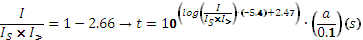 I / (I_S × I_>) = 1 − 2.66 → t = 10^((log(I / (I_S × I_>))·(−5.4)+2.47)) · (a / 0.1) (s)